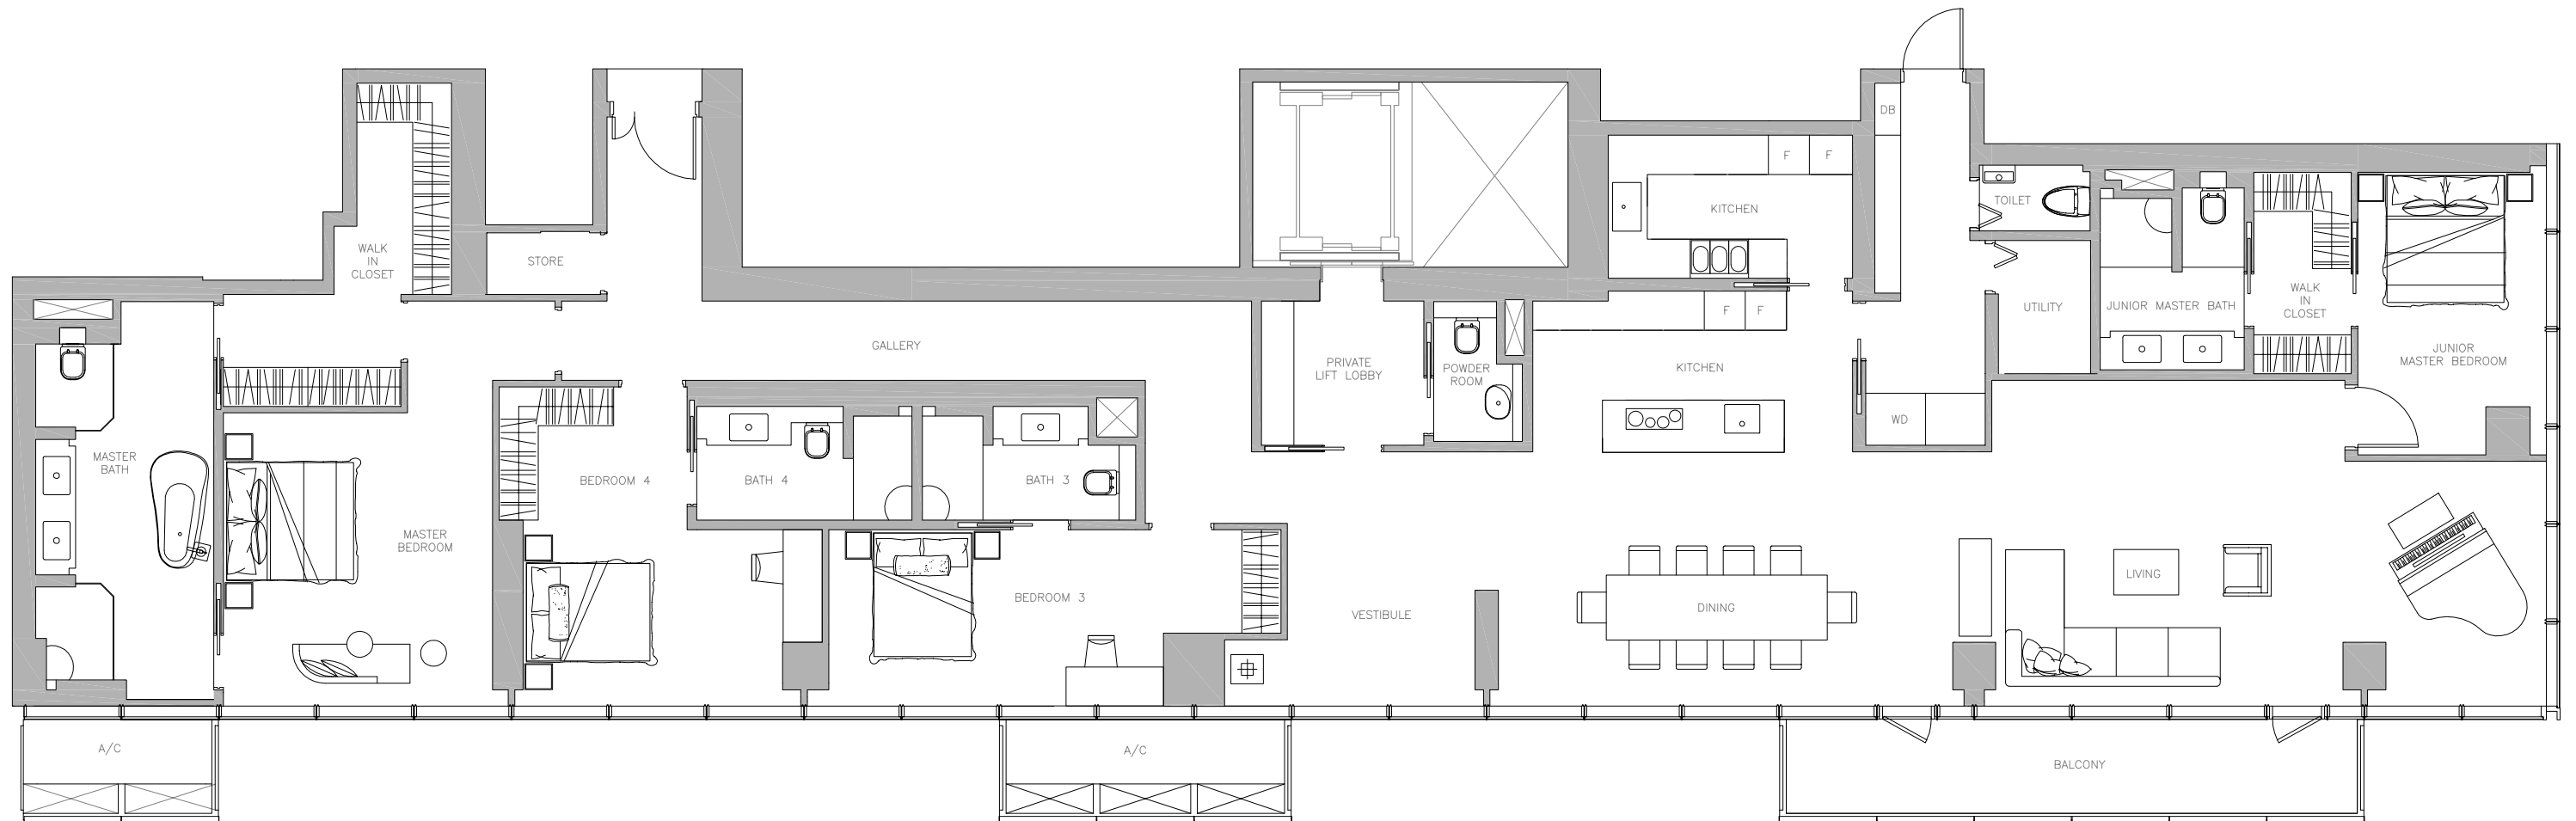 DB
F F
KITCHEN
TOILET
WALK
IN
CLOSET
STORE
UTILITY
JUNIOR MASTER BATH
WALK
IN
CLOSET
F F
GALLERY
PRIVATE
LIFT LOBBY
POWDER
ROOM
KITCHEN
JUNIOR
MASTER BEDROOM
WD
MASTER
BATH
BEDROOM 4
BATH 4
BATH 3
MASTER
BEDROOM
BEDROOM 3
VESTIBULE
DINING
LIVING
A/C
A/C
BALCONY